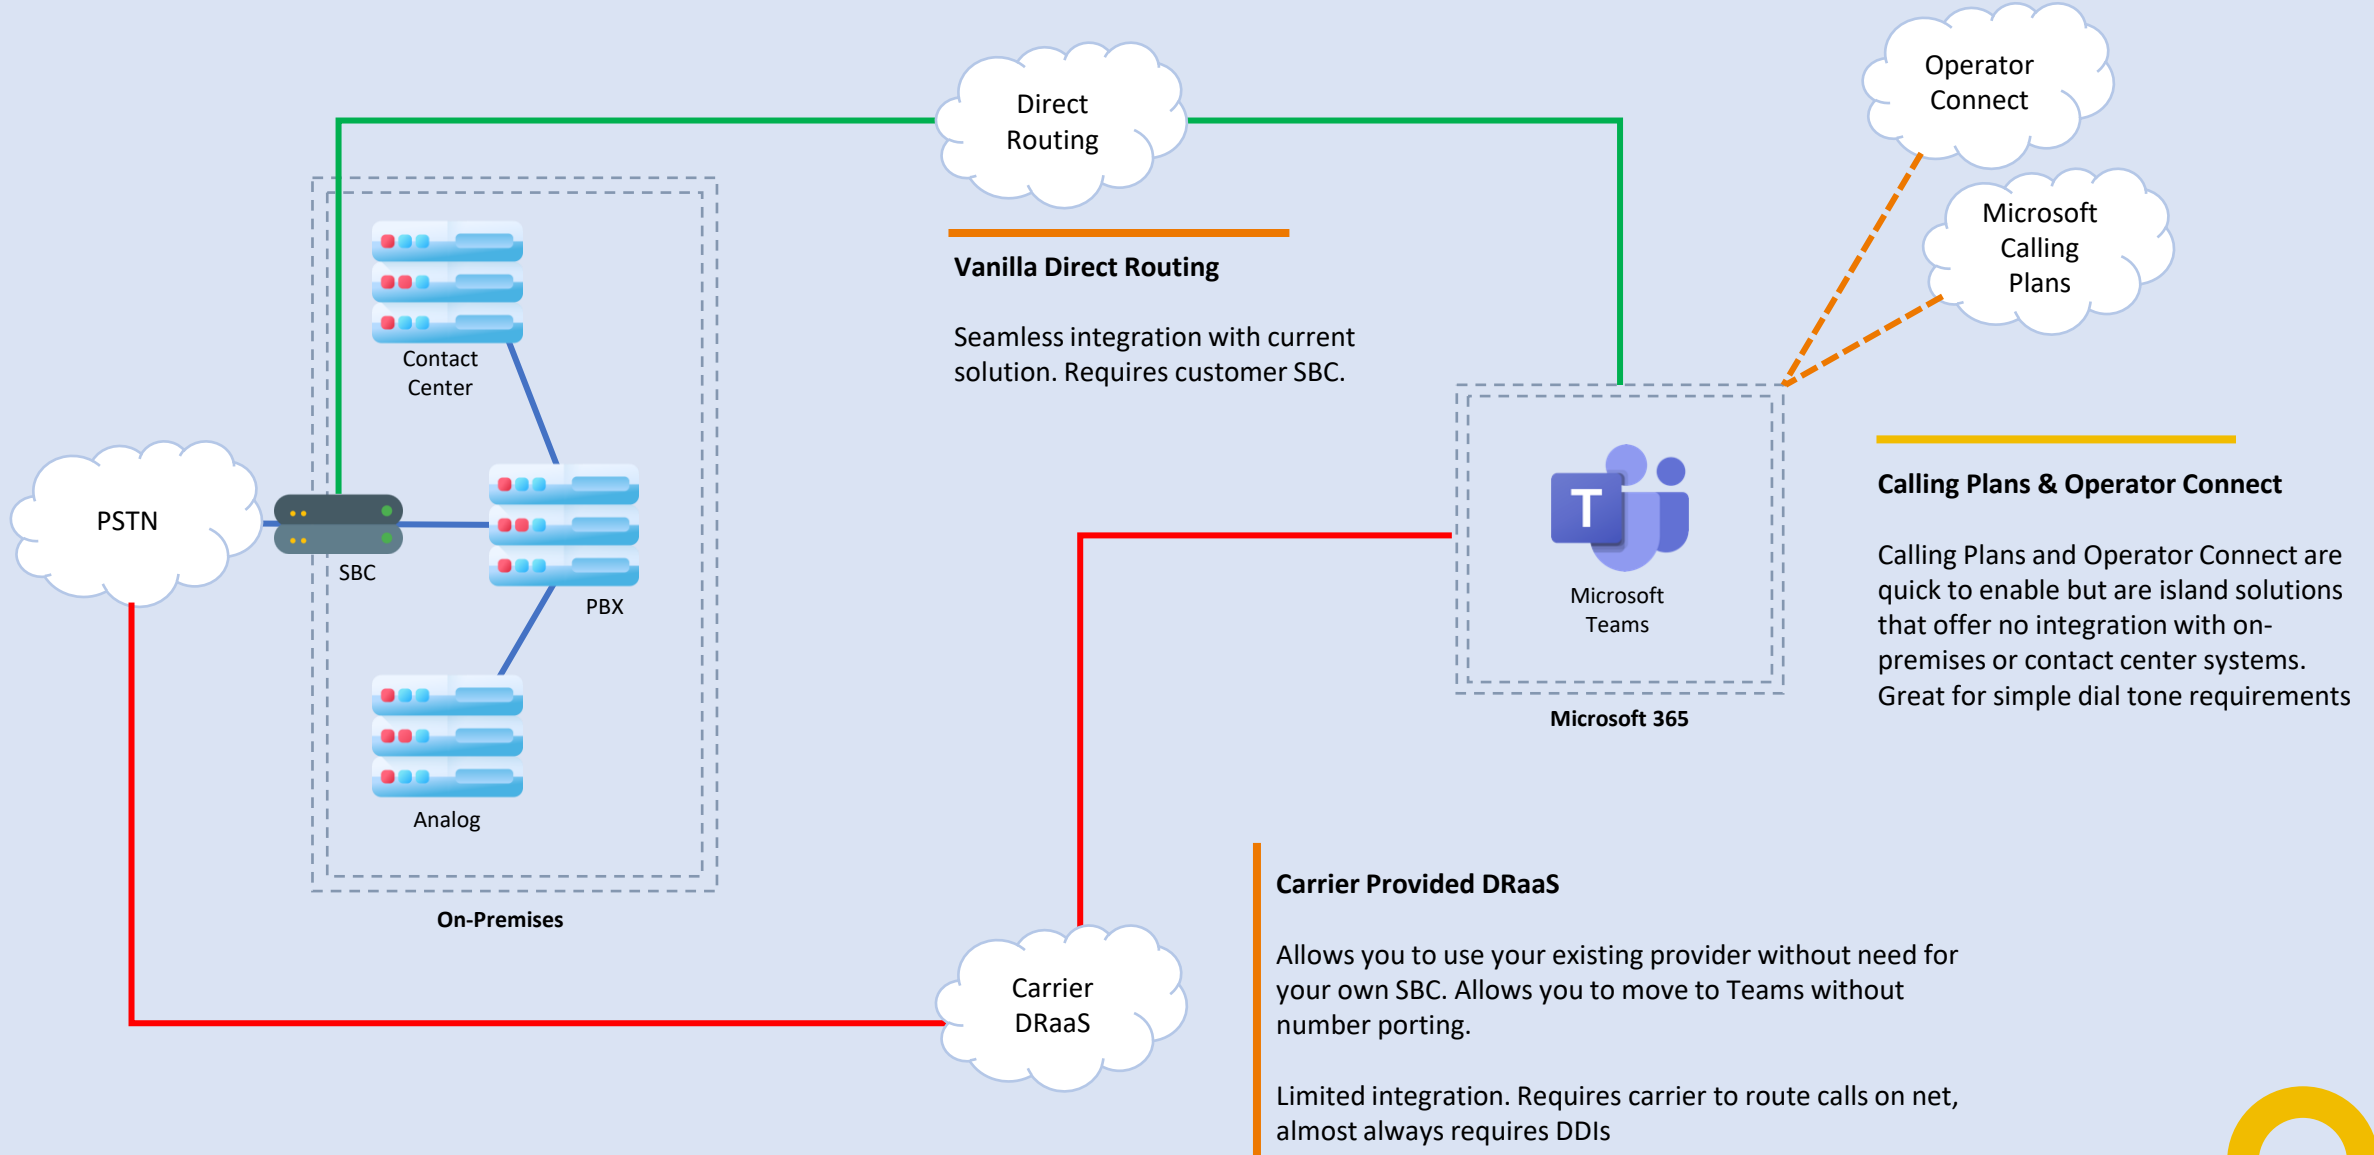 Operator
Connect
Direct
Routing
Microsoft
Calling
Plans
Vanilla Direct Routing
Seamless integration with current
solution. Requires customer SBC.
Contact
Center
PSTN
SBC
PBX
Analog
On-Premises
T
Microsoft
Teams
Microsoft 365
Calling Plans & Operator Connect
Calling Plans and Operator Connect are
quick to enable but are island solutions
that offer no integration with on-
premises or contact center systems.
Great for simple dial tone requirements
Carrier
DRaaS
Carrier Provided DRaaS
Allows you to use your existing provider without need for
your own SBC. Allows you to move to Teams without
number porting.
Limited integration. Requires carrier to route calls on net,
almost always requires DDIs